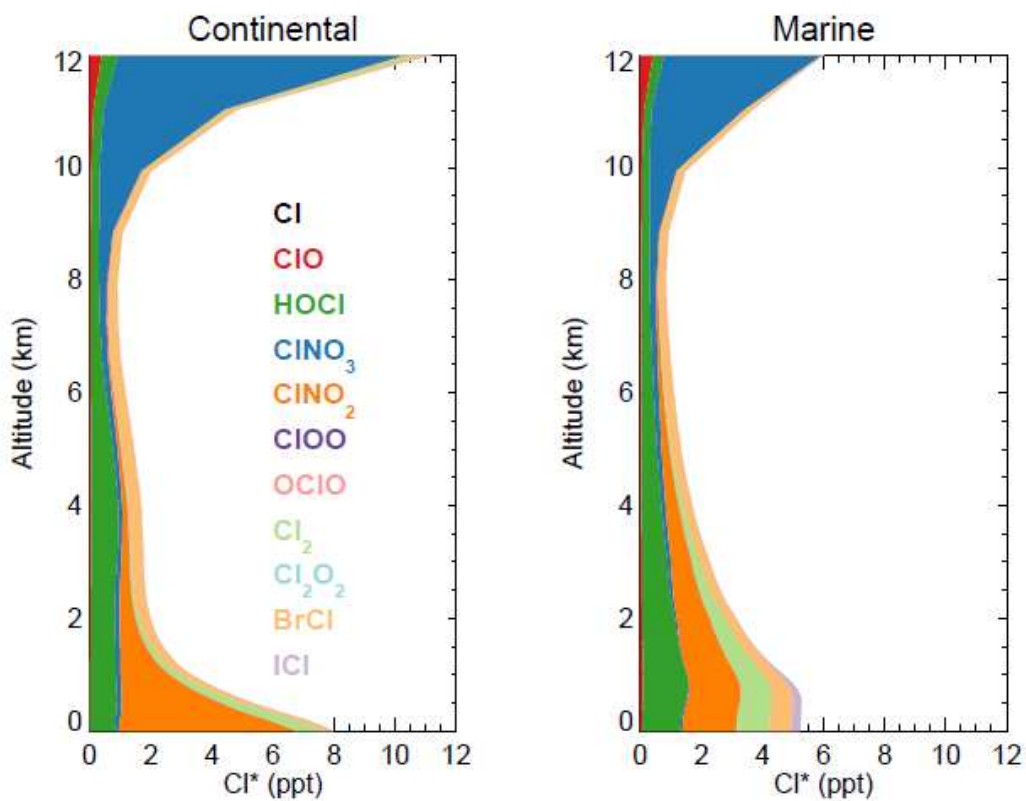 Continental
12
10
8
6
4
2
0
Altitude (km)
0 2 4 6 8 10 12
Cl* (ppt)
Cl
ClO
HOCl
ClNO3
ClNO2
ClOO
OClO
Cl2
Cl2O2
BrCl
ICl
Marine
12
10
8
6
4
2
0
Altitude (km)
0 2 4 6 8 10 12
Cl* (ppt)